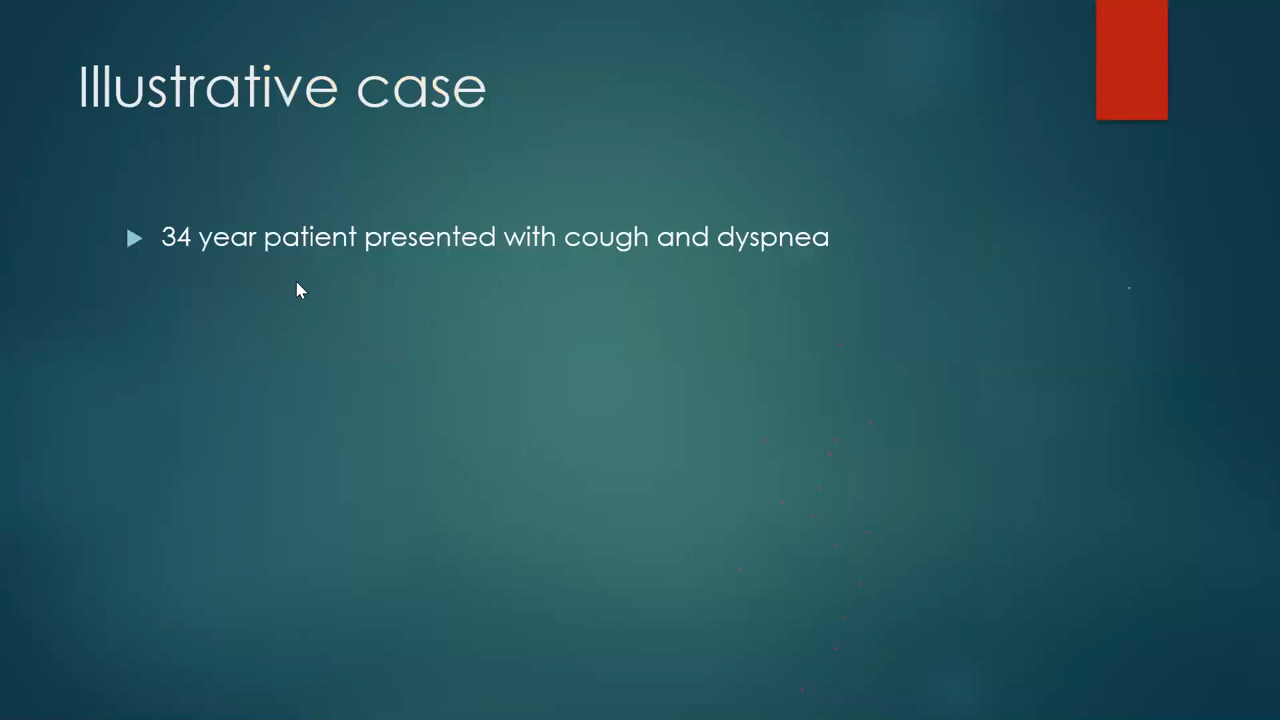 Illustrative case
34 year patient presented with cough and dyspnea